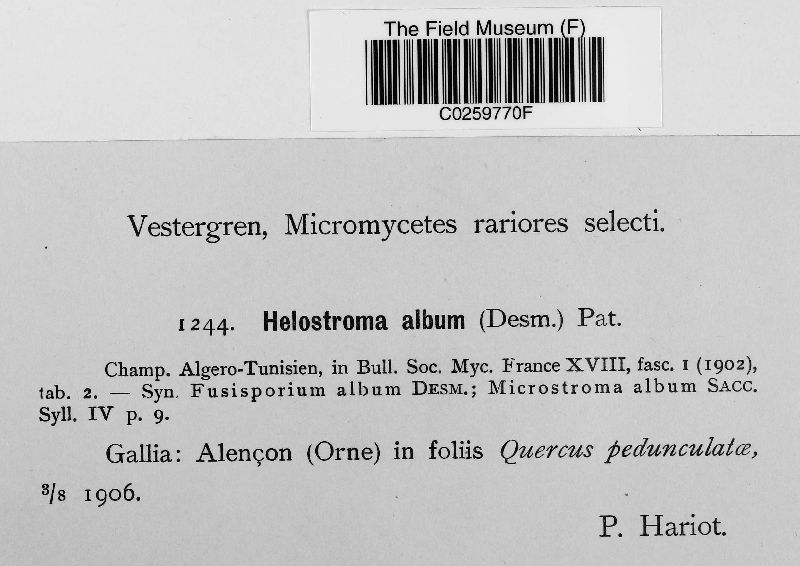 The Field Museum (F)
C0259770F
Vestergren, Micromycetes rariores selecti.
1244. Helostroma album (Desm.) Pat.
Champ. Algero-Tunisien, in Bull. Soc. Myc. France XVIII, fasc. 1 (1902),
tab. 2. — Syn. Fusisporium album DESM.; Microstroma album SACC.
Syll. IV p. 9.
Gallia: Alençon (Orne) in foliis Quercus pedunculatæ,
3/8 1906.
P. Hariot.